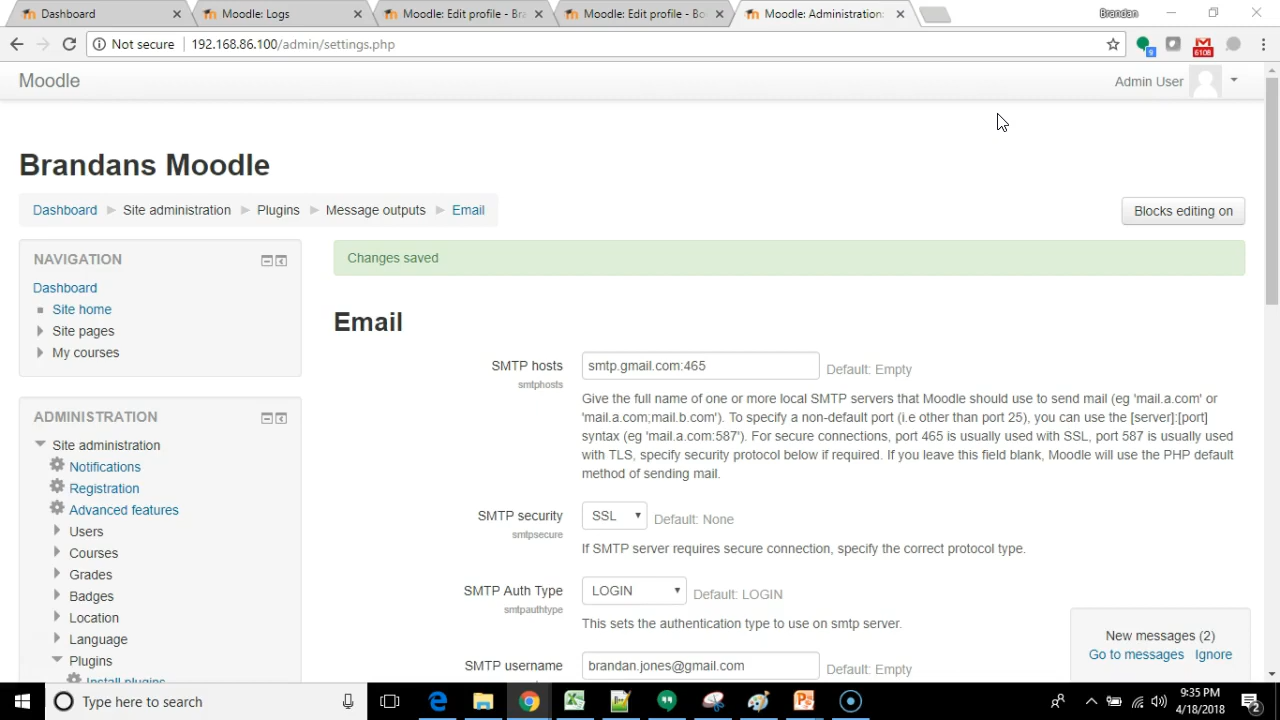 Dashboard
Moodle: Logs
Moodle: Edit profile - Bra
Moodle: Edit profile - Bo
Moodle: Administration:
Brandan
Not secure
192.168.86.100/admin/settings.php
9
6108
Moodle
Admin User
Brandans Moodle
Dashboard Site administration Plugins Message outputs Email
Blocks editing on
NAVIGATION
Dashboard
Site home
Site pages
My courses
ADMINISTRATION
Site administration
Notifications
Registration
Advanced features
Users
Courses
Grades
Badges
Location
Language
Plugins
Install plugins
Changes saved
Email
SMTP hosts
smtphosts
smtp.gmail.com:465
Default: Empty
Give the full name of one or more local SMTP servers that Moodle should use to send mail (eg 'mail.a.com' or
'mail.a.com;mail.b.com'). To specify a non-default port (i.e other than port 25), you can use the [server]:[port]
syntax (eg 'mail.a.com:587'). For secure connections, port 465 is usually used with SSL, port 587 is usually used
with TLS, specify security protocol below if required. If you leave this field blank, Moodle will use the PHP default
method of sending mail.
SMTP security
smtpsecure
SSL
Default: None
If SMTP server requires secure connection, specify the correct protocol type.
SMTP Auth Type
smtpauthtype
LOGIN
Default: LOGIN
This sets the authentication type to use on smtp server.
SMTP username
brandan.jones@gmail.com
Default: Empty
New messages (2)
Go to messages Ignore
Type here to search
9:35 PM
4/18/2018
2